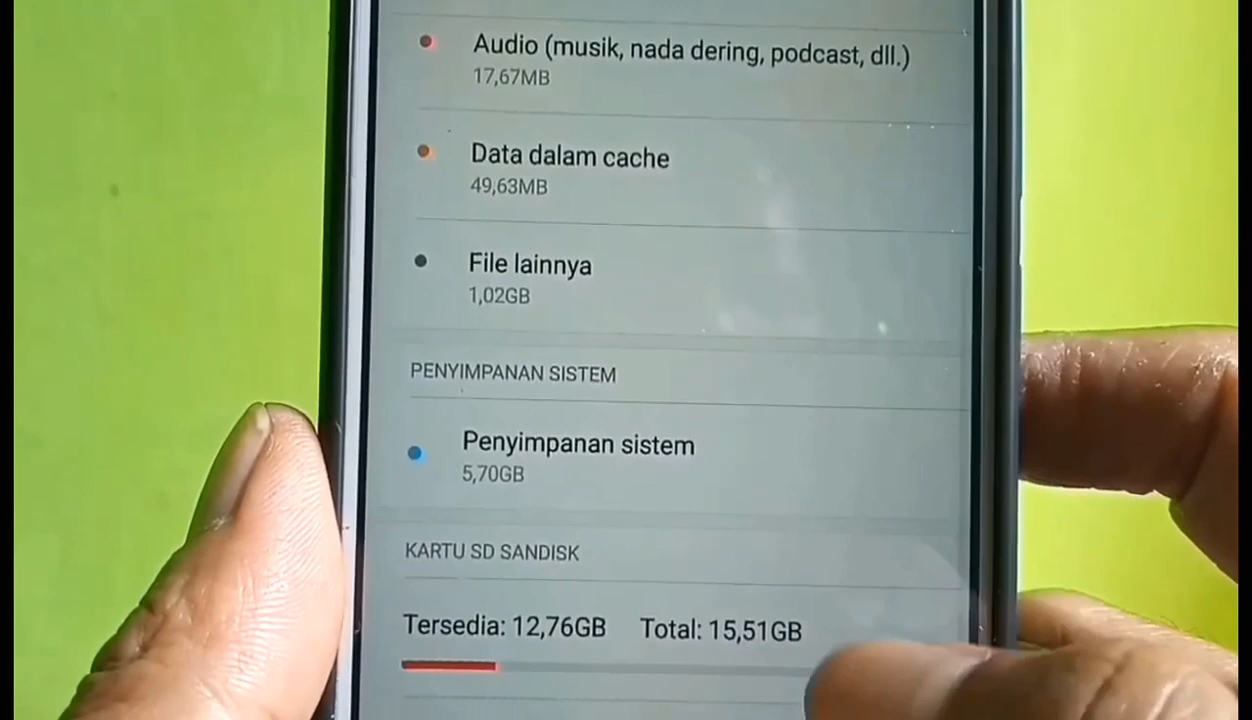 Audio (musik, nada dering, podcast, dll.)
17,67MB
Data dalam cache
49,63MB
File lainnya
1,02GB
PENYIMPANAN SISTEM
Penyimpanan sistem
5,70GB
KARTU SD SANDISK
Tersedia: 12,76GB Total: 15,51GB